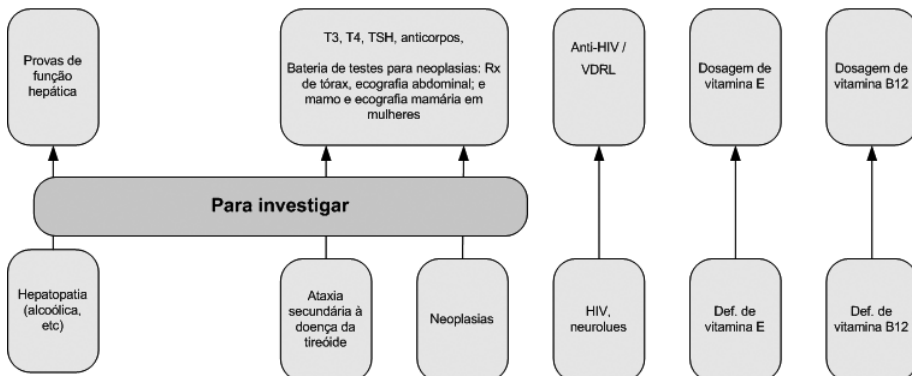 Provas de
função
hepática
T3, T4, TSH, anticorpos,
Bateria de testes para neoplasias: Rx
de tórax, ecografia abdominal; e
mamo e ecografia mamária em
mulheres
Anti-HIV /
VDRL
Dosagem de
vitamina E
Dosagem de
vitamina B12
Para investigar
Hepatopatia
(alcoólica,
etc)
Ataxia
secundária à
doença da
tireóide
Neoplasias
HIV,
neurolues
Def. de
vitamina E
Def. de
vitamina B12